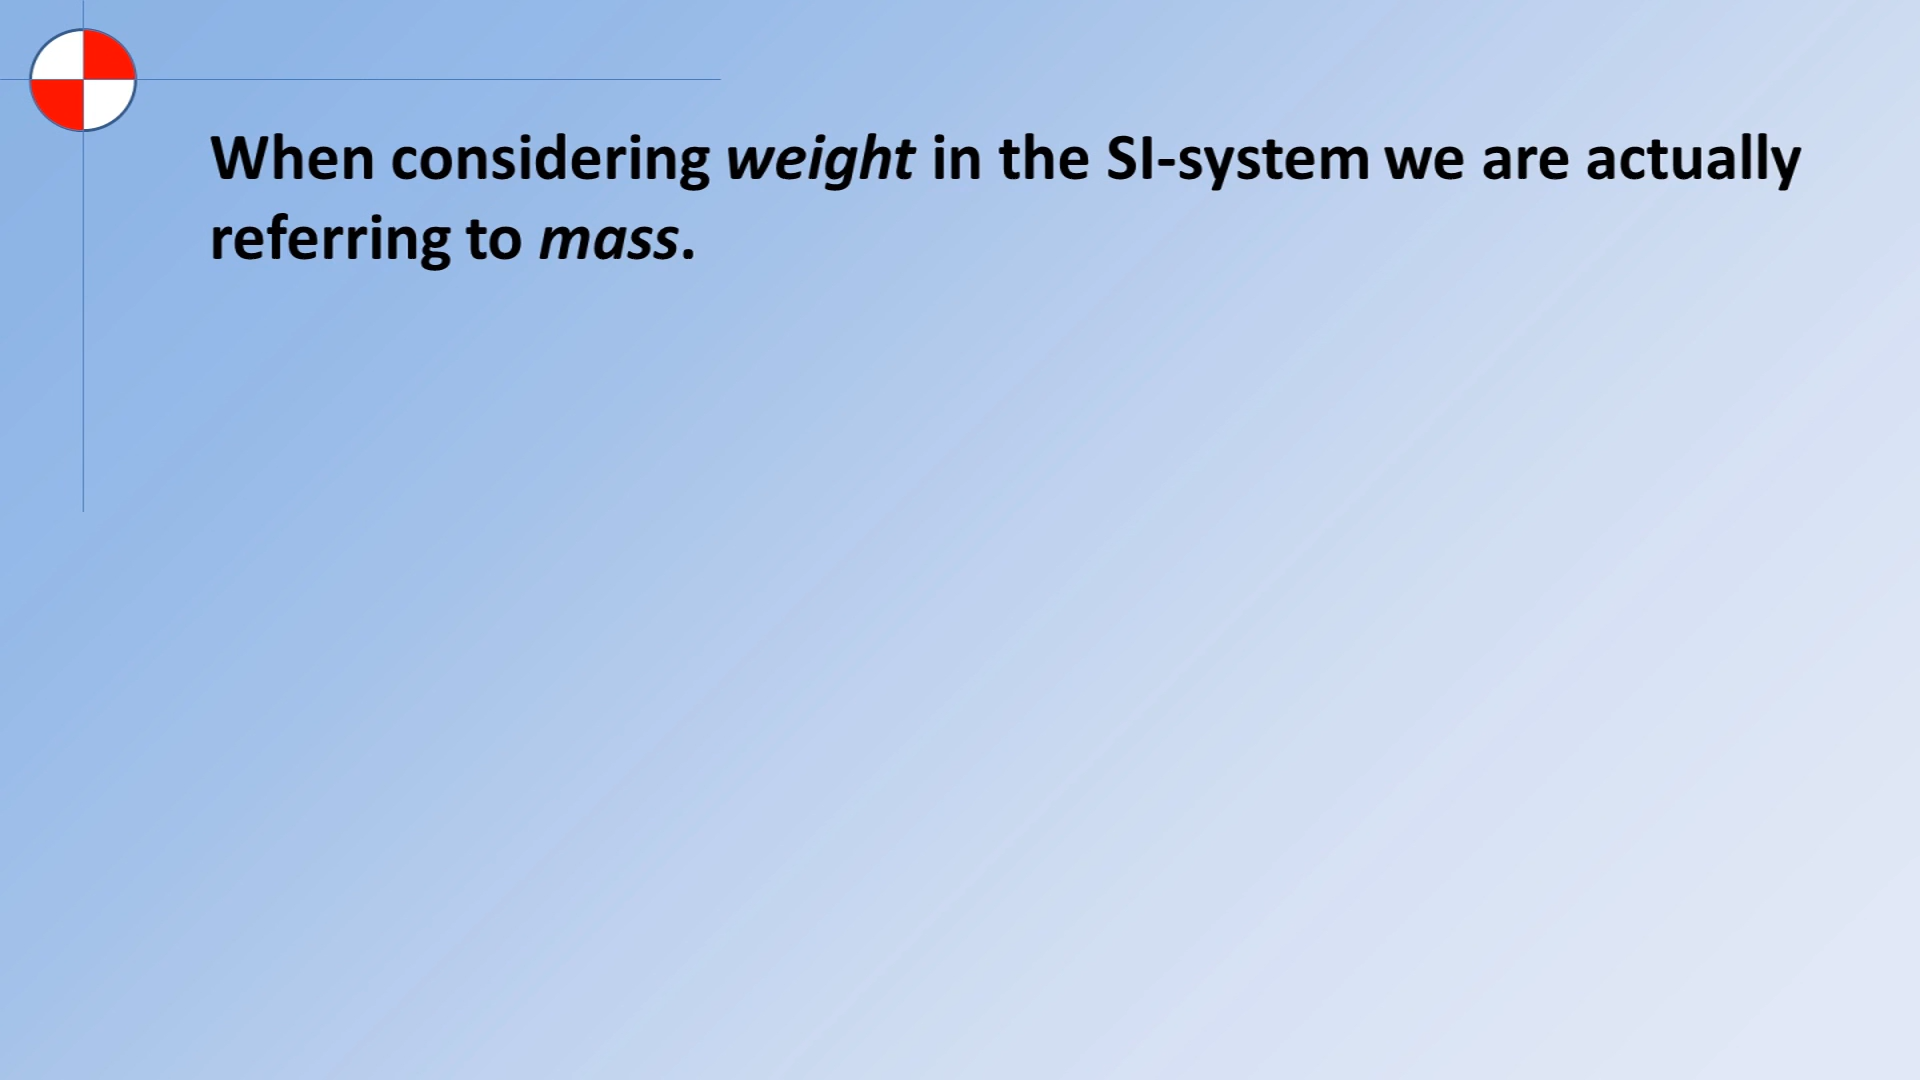 When considering weight in the SI-system we are actually
referring to mass.